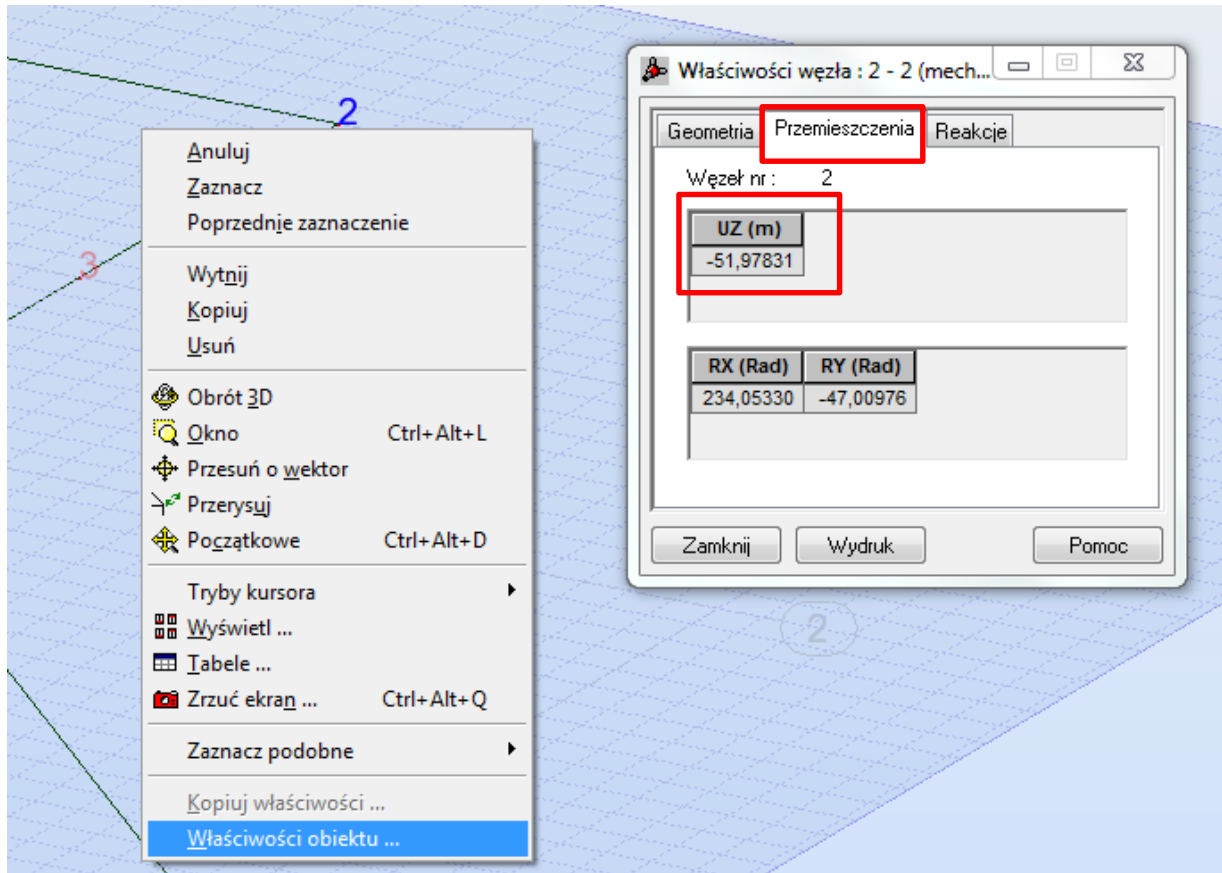 2
3
Anuluj
Zaznacz
Poprzednie zaznaczenie
Wytnij
Kopiuj
Usuń
Obrót 3D
Okno Ctrl+Alt+L
Przesuń o wektor
Przerysuj
Początkowe Ctrl+Alt+D
Tryby kursora
Wyświetl ...
Tabele ...
Zrzuć ekran ... Ctrl+Alt+Q
Zaznacz podobne
Kopiuj właściwości ...
Właściwości obiektu ...
Właściwości węzła : 2 - 2 (mech...
Geometria Przemieszczenia Reakcje
Węzeł nr : 2
UZ (m)
-51,97831
RX (Rad) RY (Rad)
234,05330 -47,00976
Zamknij Wydruk Pomoc
2